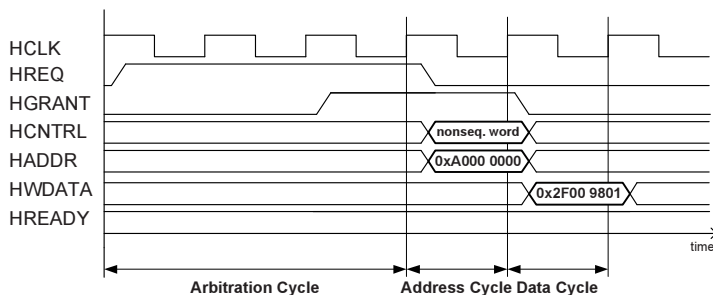 HCLK
HREQ
HGRANT
HCNTRL nonseq. word
HADDR 0xA000 0000
HWDATA 0x2F00 9801
HREADY
time
Arbitration Cycle Address Cycle Data Cycle